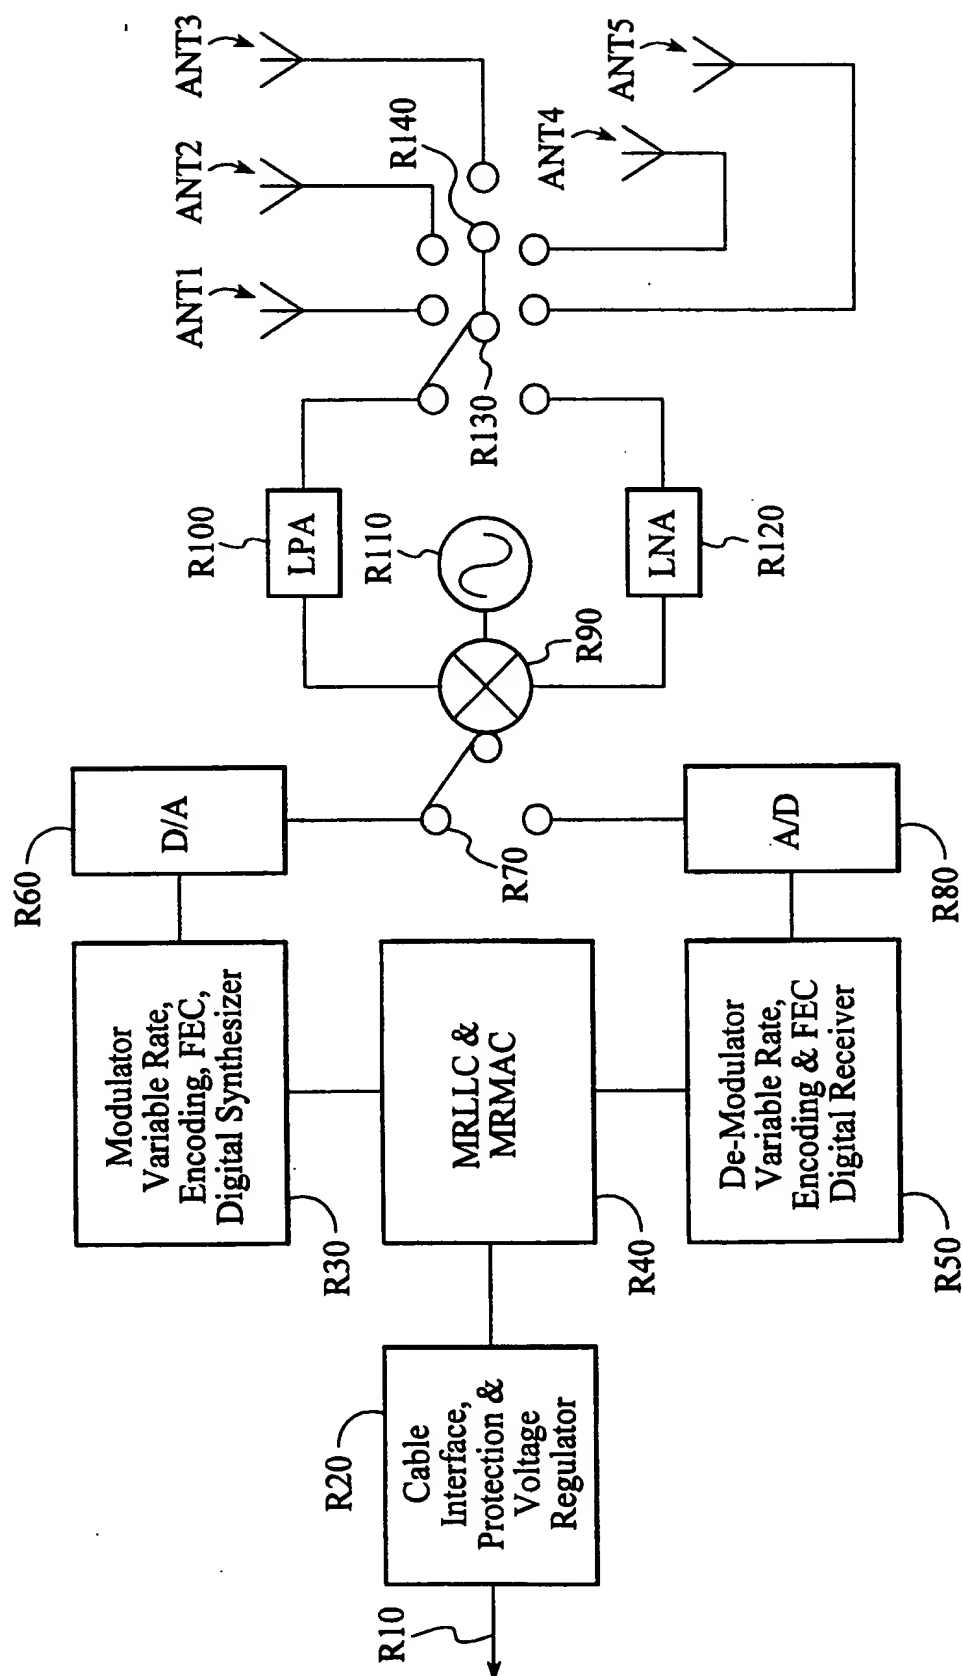 R10
R20
Cable
Interface,
Protection &
Voltage
Regulator
R30
Modulator
Variable Rate,
Encoding, FEC,
Digital Synthesizer
R40
MRLLC &
MRMAC
R50
De-Modulator
Variable Rate,
Encoding & FEC
Digital Receiver
R60
D/A
R70
R80
A/D
R90
R100
LPA
R110
R120
LNA
R130
R140
ANT1
ANT2
ANT3
ANT4
ANT5